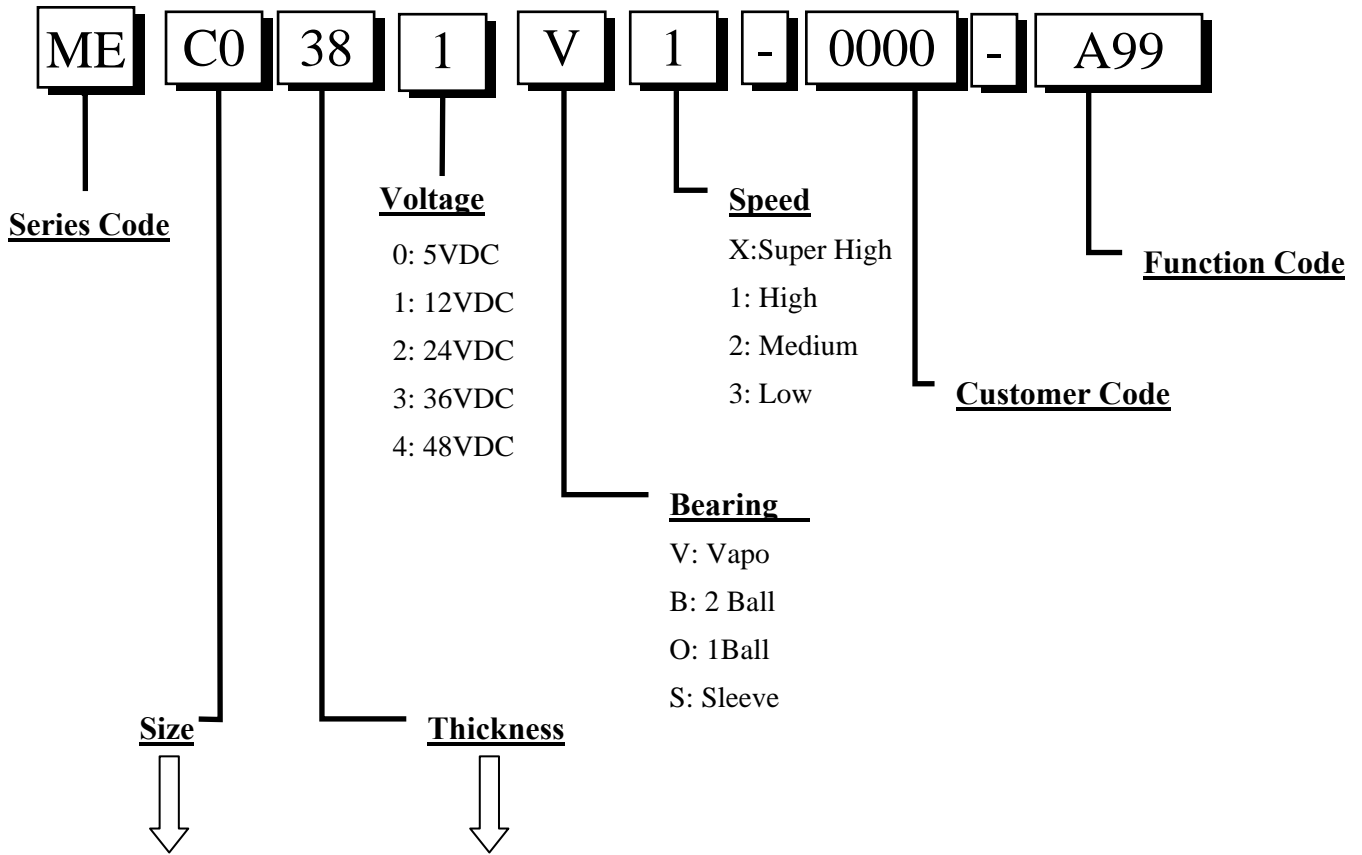 ME C0 38 1 V 1 - 0000 - A99
Series Code
Voltage
0: 5VDC
1: 12VDC
2: 24VDC
3: 36VDC
4: 48VDC
Speed
X:Super High
1: High
2: Medium
3: Low
Function Code
Customer Code
Bearing
V: Vapo
B: 2 Ball
O: 1Ball
S: Sleeve
Size
Thickness